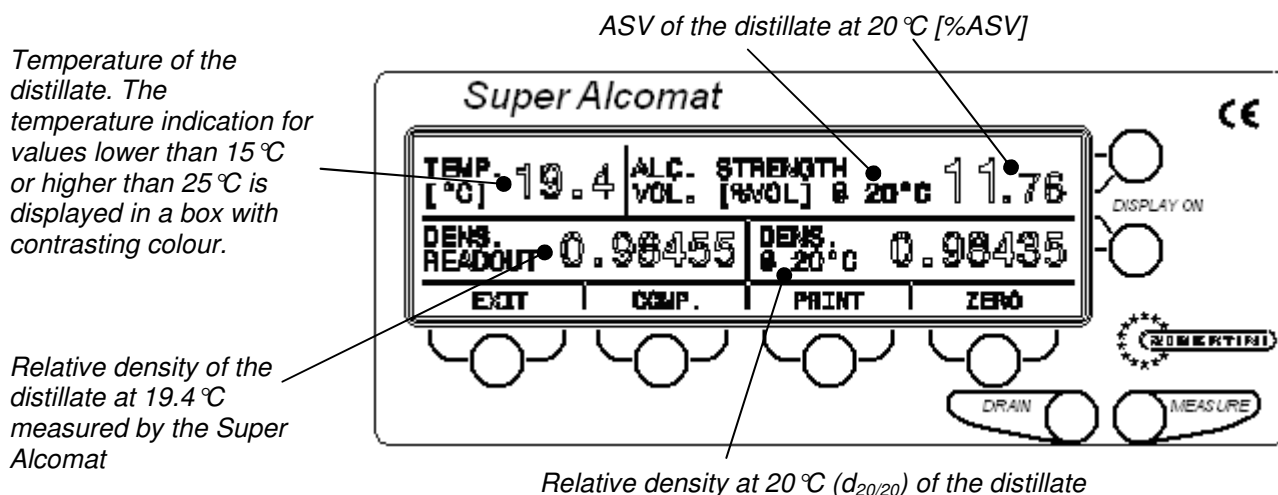 ASV of the distillate at 20°C [%ASV]
Temperature of the
distillate. The
temperature indication for
values lower than 15°C
or higher than 25°C is
displayed in a box with
contrasting colour.
Super Alcomat
CE
TEMP. [°C] 19.4
ALC. STRENGTH
VOL. [%VOL] @ 20°C 11.76
DISPLAY ON
DENS. READOUT 0.98455
DENS. @ 20°C 0.98435
EXIT COMP. PRINT ZERO
Relative density of the
distillate at 19.4°C
measured by the Super
Alcomat
DRAIN
MEASURE
Relative density at 20°C (d20/20) of the distillate